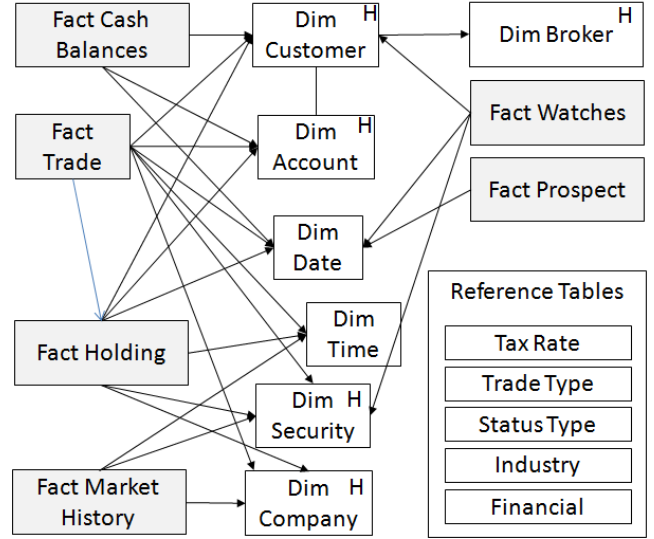 Fact Cash
Balances
Dim H
Customer
Dim Broker H
Fact
Trade
Dim H
Account
Fact Watches
Fact Prospect
Dim
Date
Fact Holding
Dim
Time
Dim H
Security
Fact Market
History
Dim H
Company
Reference Tables
Tax Rate
Trade Type
Status Type
Industry
Financial